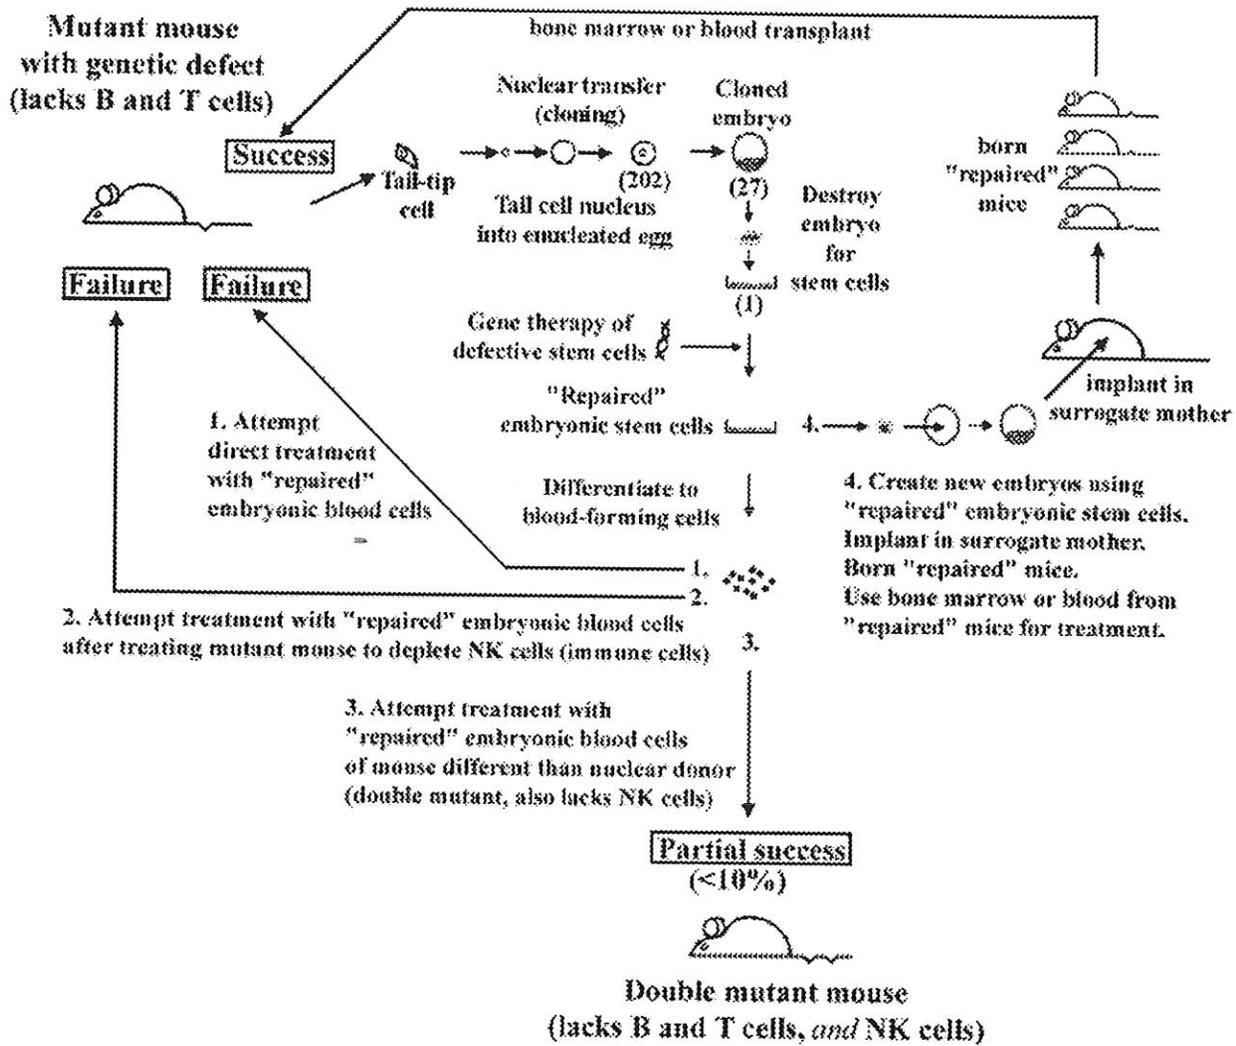 Mutant mouse
with genetic defect
(lacks B and T cells)
bone marrow or blood transplant
Success
Tail-tip
cell
Nuclear transfer
(cloning)
(202)
Tail cell nucleus
into enucleated egg
Cloned
embryo
(27)
Destroy
embryo
for
stem cells
(1)
born
"repaired"
mice
Failure
Failure
Gene therapy of
defective stem cells
implant in
surrogate mother
"Repaired"
embryonic stem cells
4.
1. Attempt
direct treatment
with "repaired"
embryonic blood cells
Differentiate to
blood-forming cells
4. Create new embryos using
"repaired" embryonic stem cells.
Implant in surrogate mother.
Born "repaired" mice.
Use bone marrow or blood from
"repaired" mice for treatment.
1.
2.
2. Attempt treatment with "repaired" embryonic blood cells
after treating mutant mouse to deplete NK cells (immune cells)
3.
3. Attempt treatment with
"repaired" embryonic blood cells
of mouse different than nuclear donor
(double mutant, also lacks NK cells)
Partial success
(<10%)
Double mutant mouse
(lacks B and T cells, and NK cells)